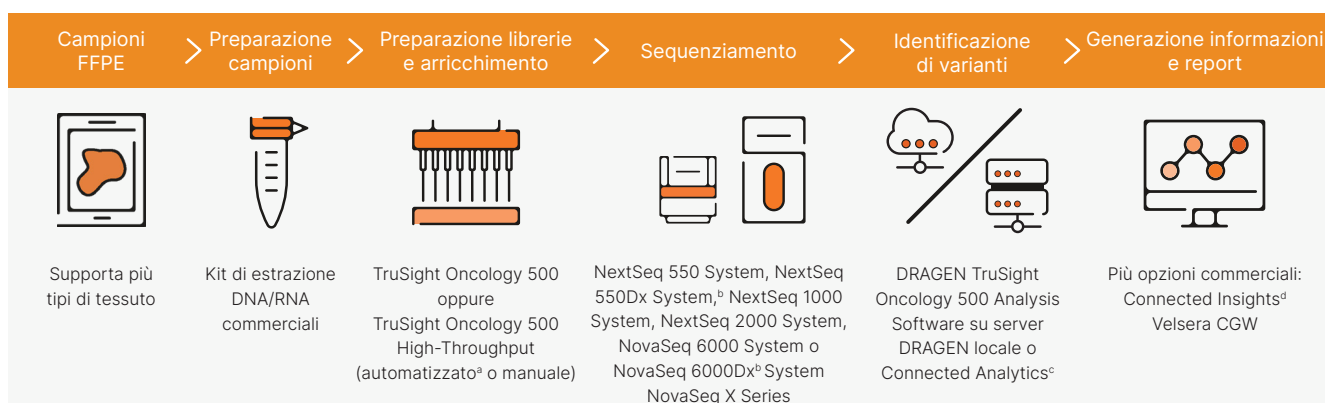 Campioni
FFPE
Preparazione
campioni
Preparazione librerie
e arricchimento
Sequenziamento
Identificazione
di varianti
Generazione informazioni
e report
Supporta più
tipi di tessuto
Kit di estrazione
DNA/RNA
commerciali
TruSight Oncology 500
oppure
TruSight Oncology 500
High-Throughput
(automatizzatoᵃ o manuale)
NextSeq 550 System, NextSeq
550Dx System,ᵇ NextSeq 1000
System, NextSeq 2000 System,
NovaSeq 6000 System o
NovaSeq 6000Dxᵇ System
NovaSeq X Series
DRAGEN TruSight
Oncology 500 Analysis
Software su server
DRAGEN locale o
Connected Analyticsᶜ
Più opzioni commerciali:
Connected Insightsᵈ
Velsera CGW